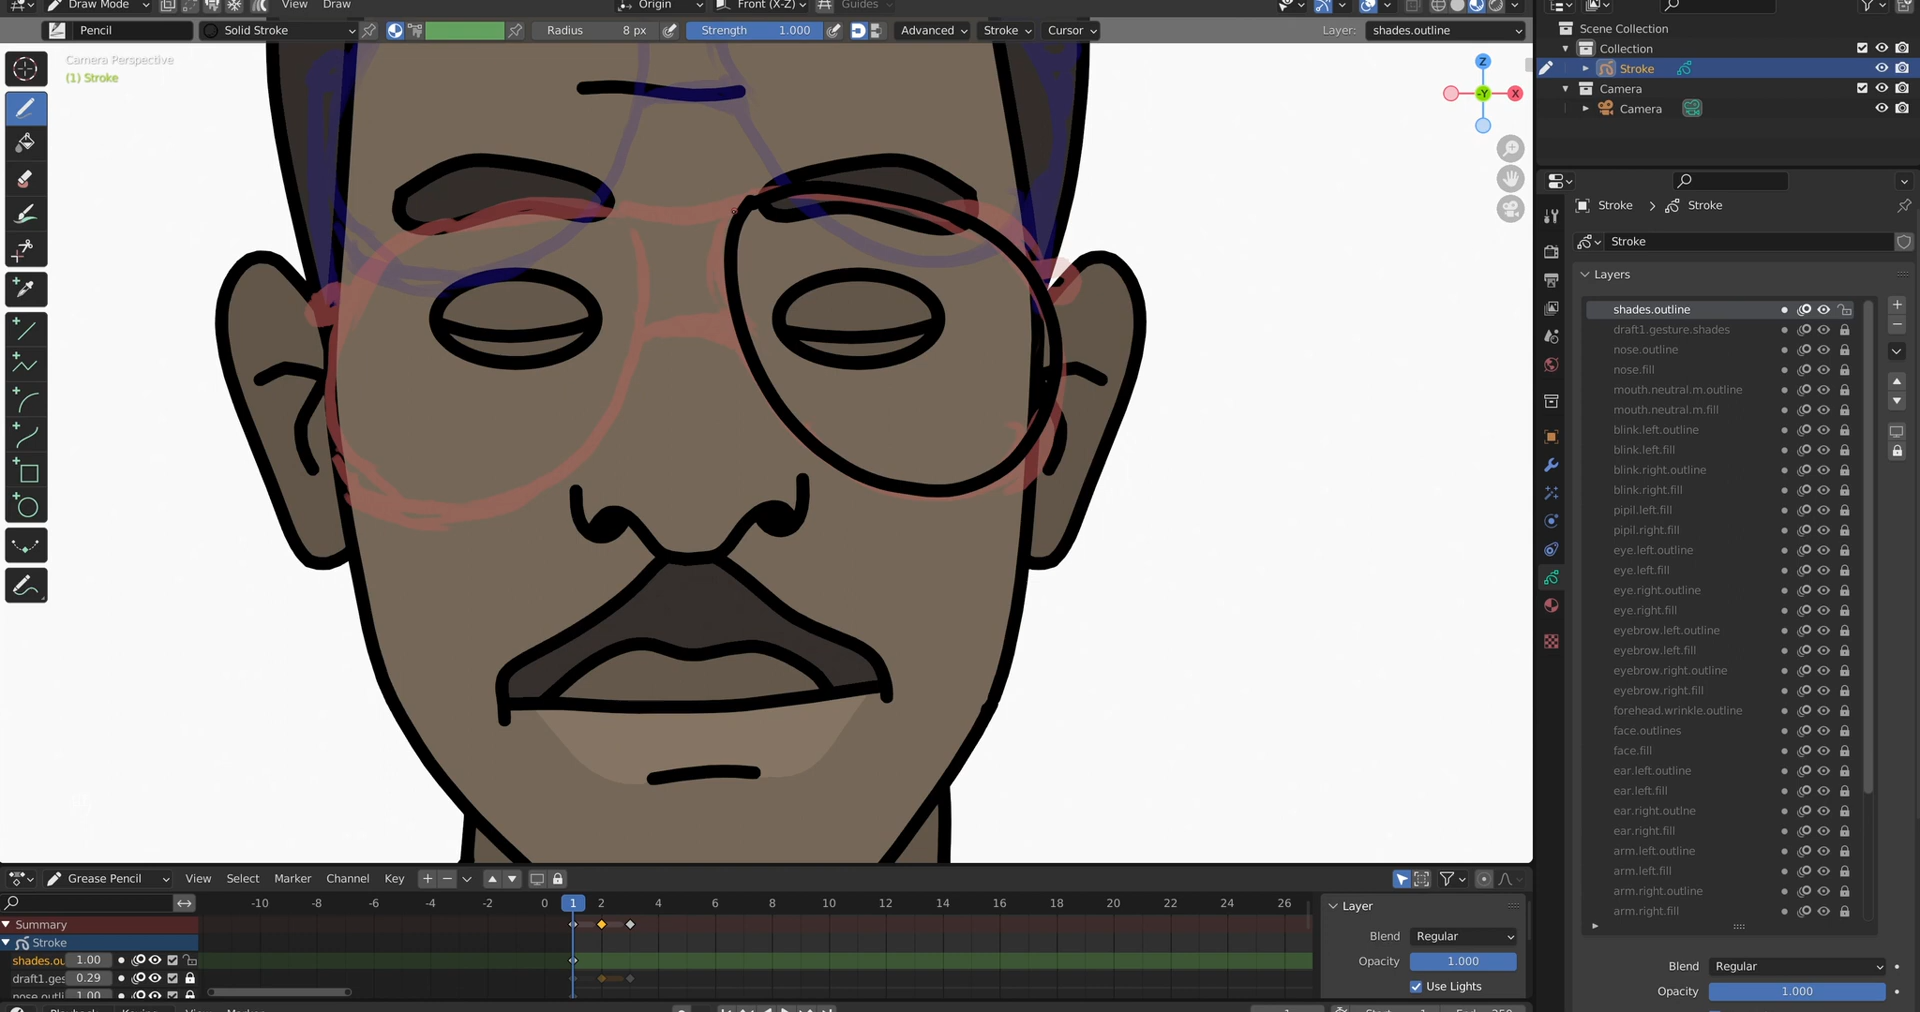 Draw Mode View Draw Origin Front (X-Z) Guides
Pencil Solid Stroke Radius 8 px Strength 1.000 Advanced Stroke Cursor Layer: shades.outline
Camera Perspective
(1) Stroke
Z
-Y
X
Scene Collection
Collection
Stroke
Camera
Camera
Stroke Stroke
Stroke
Layers
shades.outline
draft1.gesture.shades
nose.outline
nose.fill
mouth.neutral.m.outline
mouth.neutral.m.fill
blink.left.outline
blink.left.fill
blink.right.outline
blink.right.fill
pipil.left.fill
pipil.right.fill
eye.left.outline
eye.left.fill
eye.right.outline
eye.right.fill
eyebrow.left.outline
eyebrow.left.fill
eyebrow.right.outline
eyebrow.right.fill
forehead.wrinkle.outline
face.outlines
face.fill
ear.left.outline
ear.left.fill
ear.right.outlne
ear.right.fill
arm.left.outline
arm.left.fill
arm.right.outline
arm.right.fill
Blend Regular
Opacity 1.000
Grease Pencil View Select Marker Channel Key
-10 -8 -6 -4 -2 0 1 2 4 6 8 10 12 14 16 18 20 22 24 26
Summary
Stroke
shades.ou 1.00
draft1.ges 0.29
nose.outli 1.00
Layer
Blend Regular
Opacity 1.000
Use Lights